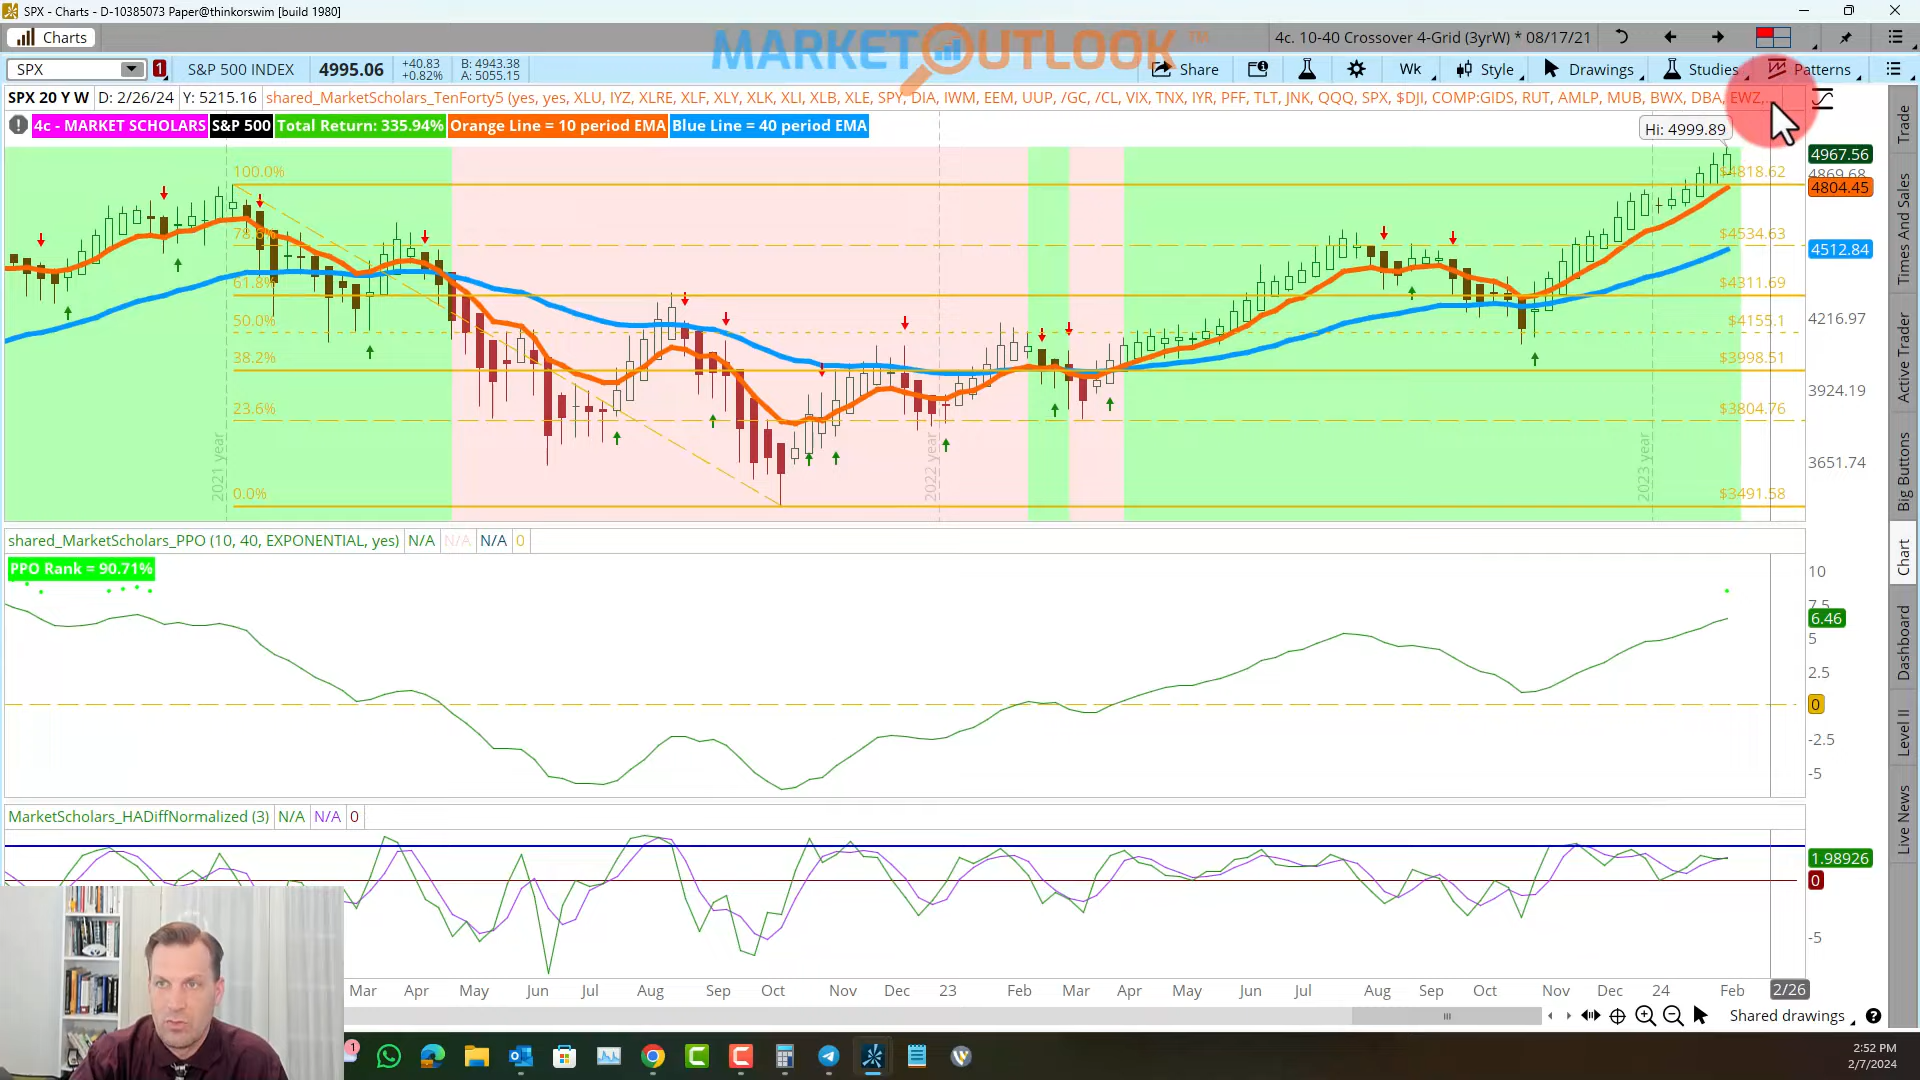 SPX - Charts - D-10385073 Paper@thinkorswim [build 1980]
Charts
MARKET OUTLOOK™
4c. 10-40 Crossover 4-Grid (3yrW) * 08/17/21
SPX
1
S&P 500 INDEX
4995.06
+40.83
+0.82%
B: 4943.38
A: 5055.15
Share
Wk
Style
Drawings
Studies
Patterns
SPX 20 Y W
D: 2/26/24
Y: 5215.16
shared_MarketScholars_TenForty5 (yes, yes, XLU, IYZ, XLRE, XLF, XLY, XLK, XLI, XLB, XLE, SPY, DIA, IWM, EEM, UUP, /GC, /CL, VIX, TNX, IYR, PFF, TLT, JNK, QQQ, SPX, $DJI, COMP:GIDS, RUT, AMLP, MUB, BWX, DBA, EWZ,
4c - MARKET SCHOLARS
S&P 500
Total Return: 335.94%
Orange Line = 10 period EMA
Blue Line = 40 period EMA
Hi: 4999.89
4967.56
4869.68
4804.45
4512.84
4216.97
3924.19
3651.74
100.0%
78.6%
61.8%
50.0%
38.2%
23.6%
0.0%
$4818.62
$4534.63
$4311.69
$4155.1
$3998.51
$3804.76
$3491.58
2021 year
2022 year
2023 year
shared_MarketScholars_PPO (10, 40, EXPONENTIAL, yes)
N/A
N/A
N/A
0
PPO Rank = 90.71%
10
7.5
6.46
5
2.5
0
-2.5
-5
MarketScholars_HADiffNormalized (3)
N/A
N/A
0
1.98926
0
-5
Mar
Apr
May
Jun
Jul
Aug
Sep
Oct
Nov
Dec
23
Feb
Mar
Apr
May
Jun
Jul
Aug
Sep
Oct
Nov
Dec
24
Feb
2/26
Shared drawings
Trade
Times And Sales
Active Trader
Big Buttons
Chart
Dashboard
Level II
Live News
1
2:52 PM
2/7/2024